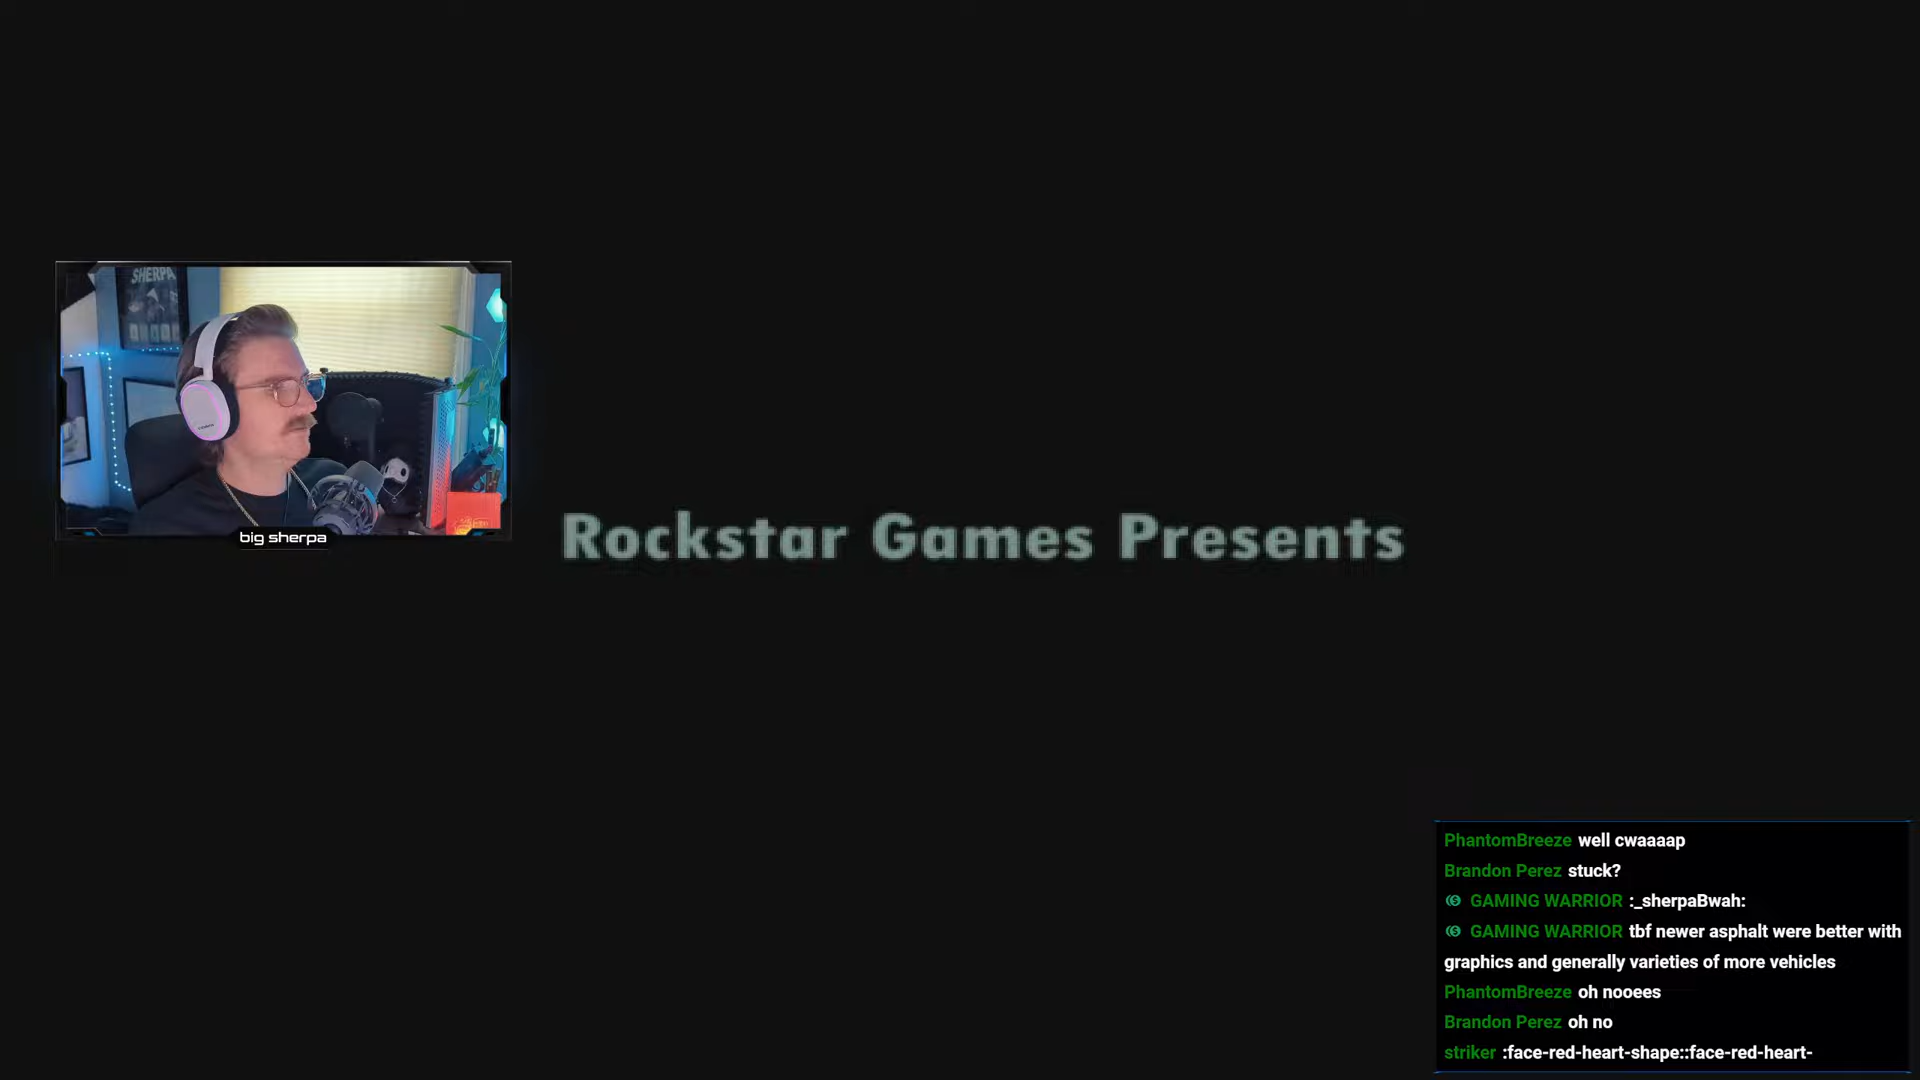 SHERPA
big sherpa
Rockstar Games Presents
PhantomBreeze well cwaaaap
Brandon Perez stuck?
GAMING WARRIOR :_sherpaBwah:
GAMING WARRIOR tbf newer asphalt were better with
graphics and generally varieties of more vehicles
PhantomBreeze oh nooees
Brandon Perez oh no
striker :face-red-heart-shape::face-red-heart-